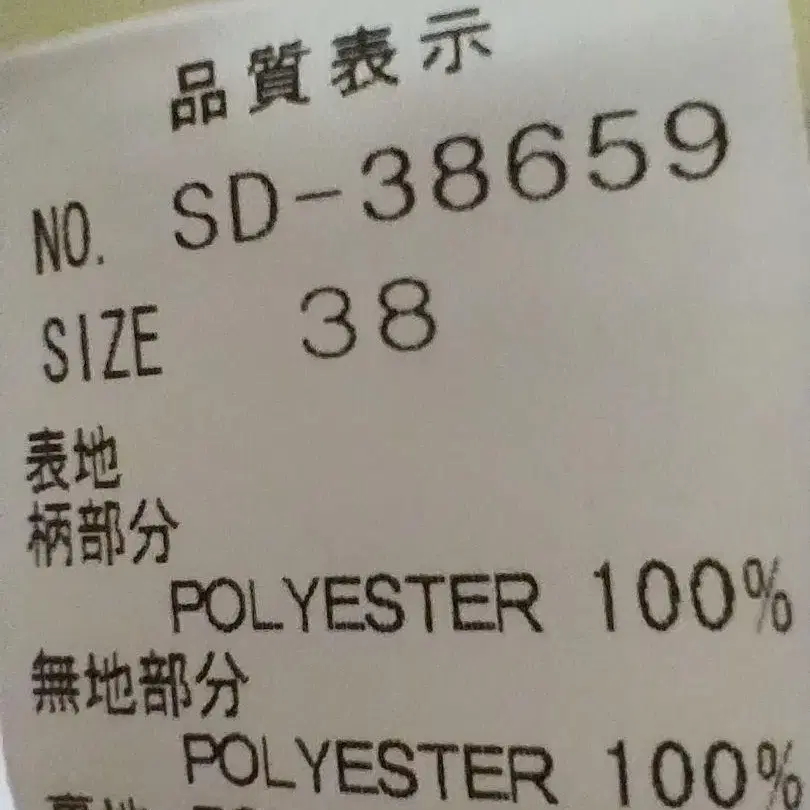 品質表示
NO. SD-38659
SIZE 38
表地
柄部分
POLYESTER 100%
無地部分
POLYESTER 100%